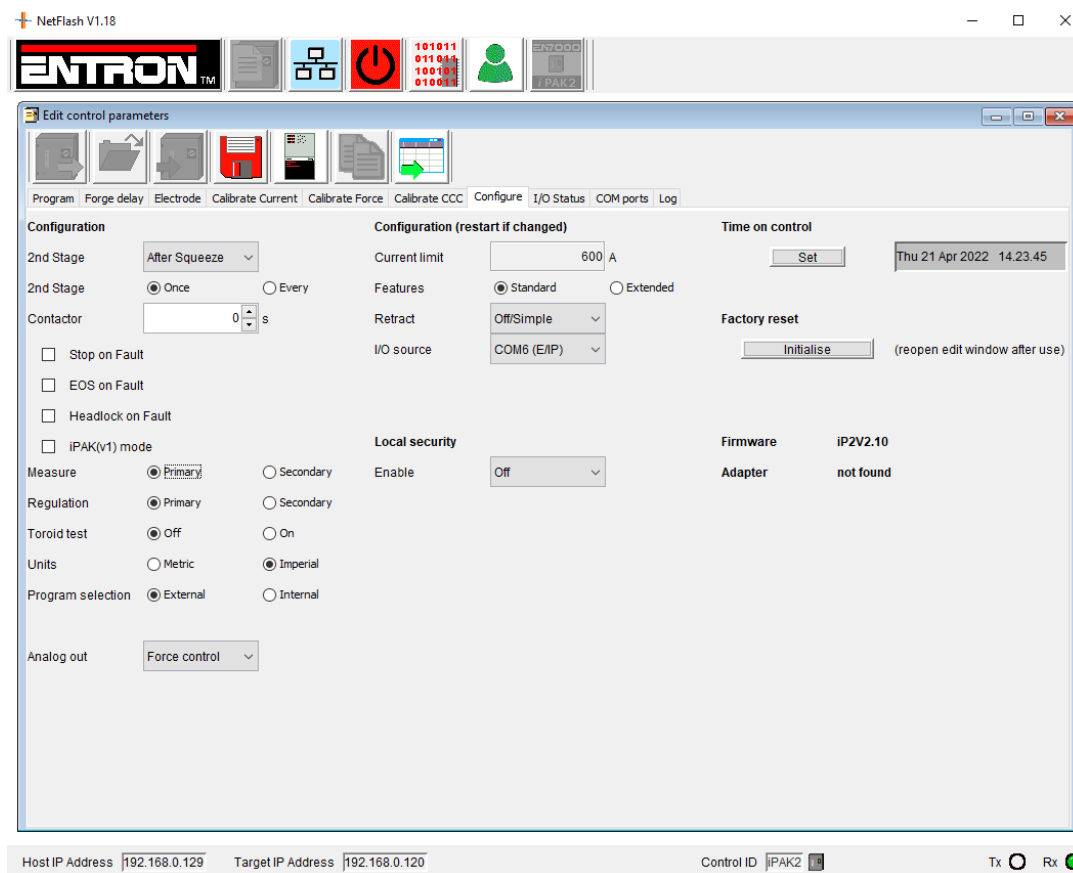 NetFlash V1.18
ENTRON TM
101011
011011
100101
010011
EN7000
iPAK2
Edit control parameters
Program Forge delay Electrode Calibrate Current Calibrate Force Calibrate CCC Configure I/O Status COM ports Log
Configuration Configuration (restart if changed) Time on control
2nd Stage After Squeeze Current limit 600 A Set Thu 21 Apr 2022 14.23.45
2nd Stage Once Every Features Standard Extended
Contactor 0 s Retract Off/Simple Factory reset
Stop on Fault I/O source COM6 (E/IP) Initialise (reopen edit window after use)
EOS on Fault
Headlock on Fault
iPAK(v1) mode Local security Firmware iP2V2.10
Measure Primary Secondary Enable Off Adapter not found
Regulation Primary Secondary
Toroid test Off On
Units Metric Imperial
Program selection External Internal
Analog out Force control
Host IP Address 192.168.0.129 Target IP Address 192.168.0.120 Control ID iPAK2 Tx Rx